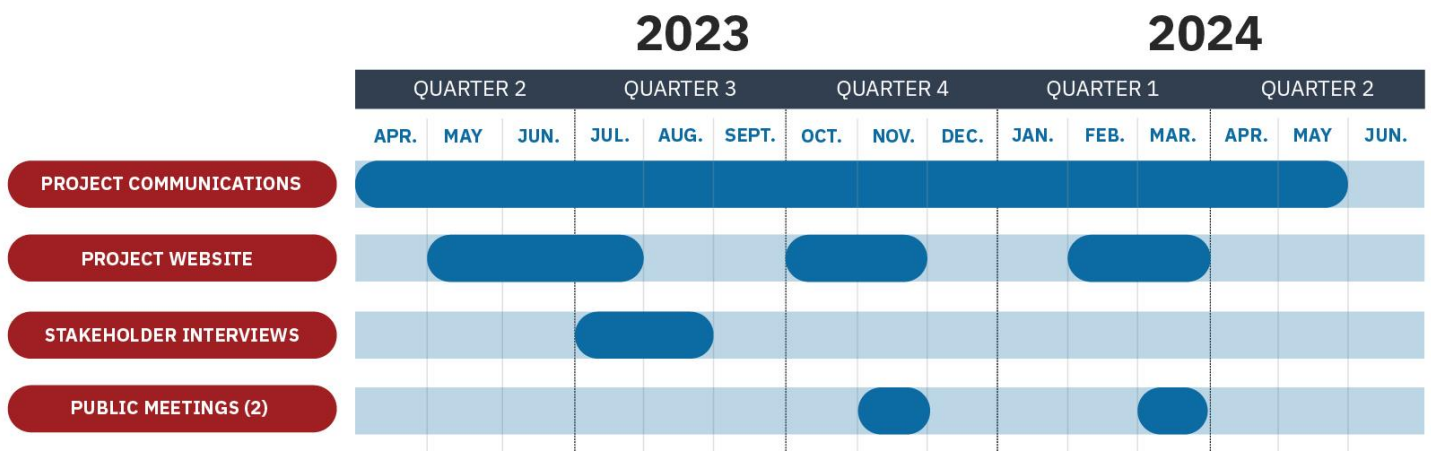 2023 2024
QUARTER 2 QUARTER 3 QUARTER 4 QUARTER 1 QUARTER 2
APR. MAY JUN. JUL. AUG. SEPT. OCT. NOV. DEC. JAN. FEB. MAR. APR. MAY JUN.
PROJECT COMMUNICATIONS
PROJECT WEBSITE
STAKEHOLDER INTERVIEWS
PUBLIC MEETINGS (2)